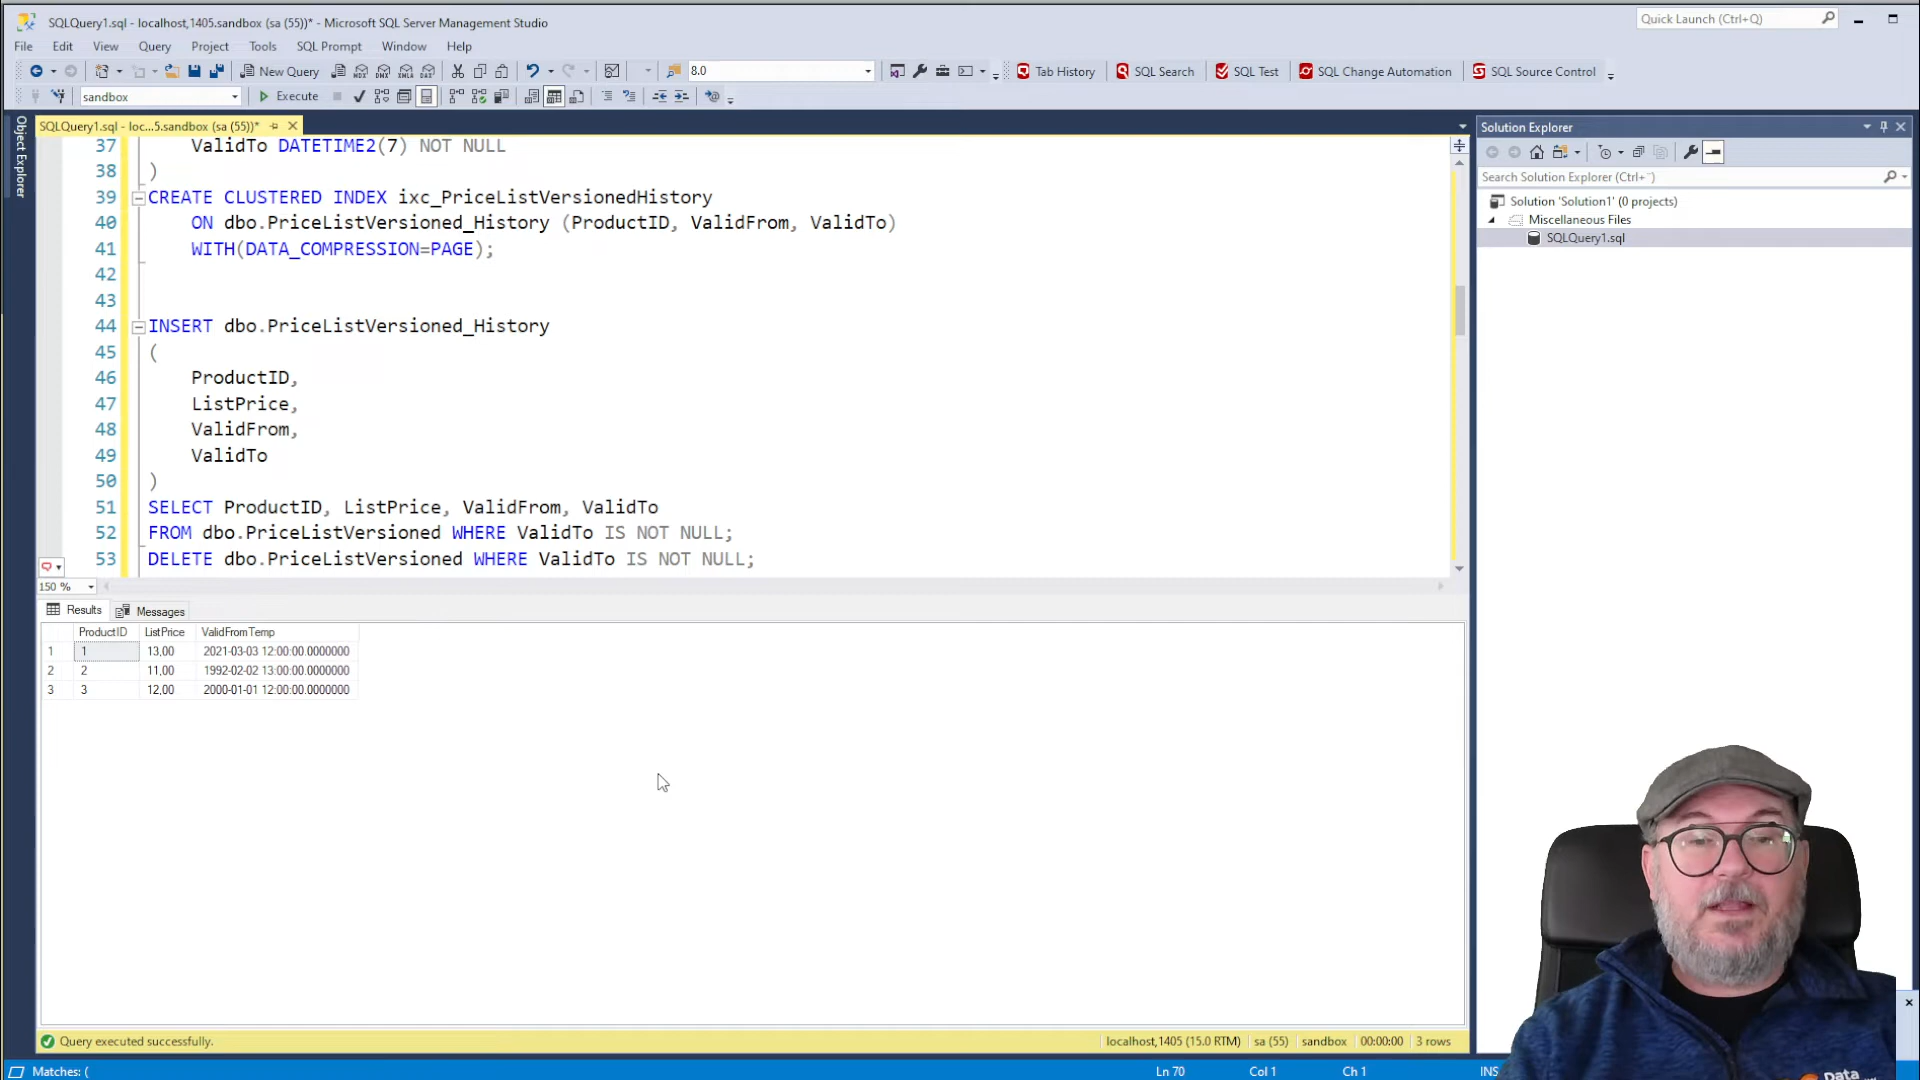 SQLQuery1.sql - localhost,1405.sandbox (sa (55))* - Microsoft SQL Server Management Studio
Quick Launch (Ctrl+Q)
File Edit View Query Project Tools SQL Prompt Window Help
New Query
MDX
DMX
XMLA
DAX
8.0
Tab History
SQL Search
SQL Test
SQL Change Automation
SQL Source Control
sandbox
Execute
Object Explorer
SQLQuery1.sql - loc...5.sandbox (sa (55))*
37 ValidTo DATETIME2(7) NOT NULL
38 )
39 CREATE CLUSTERED INDEX ixc_PriceListVersionedHistory
40 ON dbo.PriceListVersioned_History (ProductID, ValidFrom, ValidTo)
41 WITH(DATA_COMPRESSION=PAGE);
42
43
44 INSERT dbo.PriceListVersioned_History
45 (
46 ProductID,
47 ListPrice,
48 ValidFrom,
49 ValidTo
50 )
51 SELECT ProductID, ListPrice, ValidFrom, ValidTo
52 FROM dbo.PriceListVersioned WHERE ValidTo IS NOT NULL;
53 DELETE dbo.PriceListVersioned WHERE ValidTo IS NOT NULL;
150 %
Results Messages
ProductID ListPrice ValidFromTemp
1 1 13,00 2021-03-03 12:00:00.0000000
2 2 11,00 1992-02-02 13:00:00.0000000
3 3 12,00 2000-01-01 12:00:00.0000000
Query executed successfully.
localhost,1405 (15.0 RTM) sa (55) sandbox 00:00:00 3 rows
Matches: (
Ln 70 Col 1 Ch 1 INS
Solution Explorer
Search Solution Explorer (Ctrl+¨)
Solution 'Solution1' (0 projects)
Miscellaneous Files
SQLQuery1.sql
Data